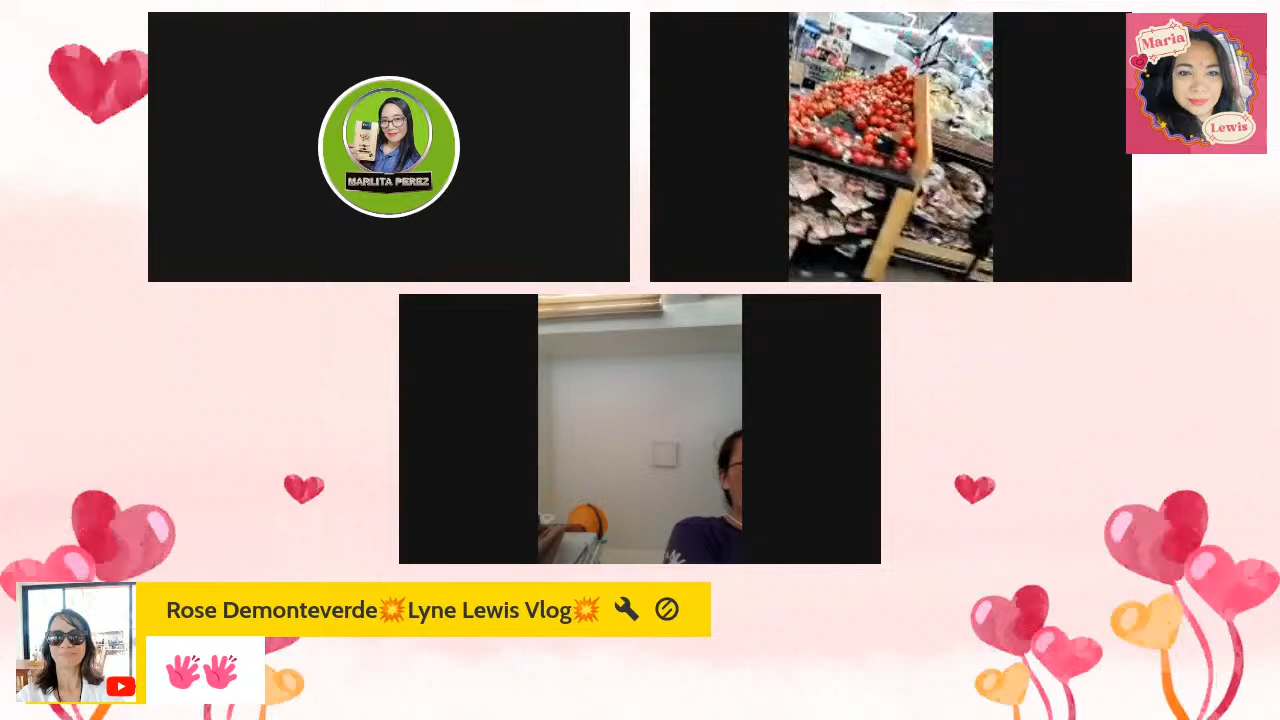 MARLITA PEREZ
Maria
Lewis
Rose Demonteverde💥Lyne Lewis Vlog💥